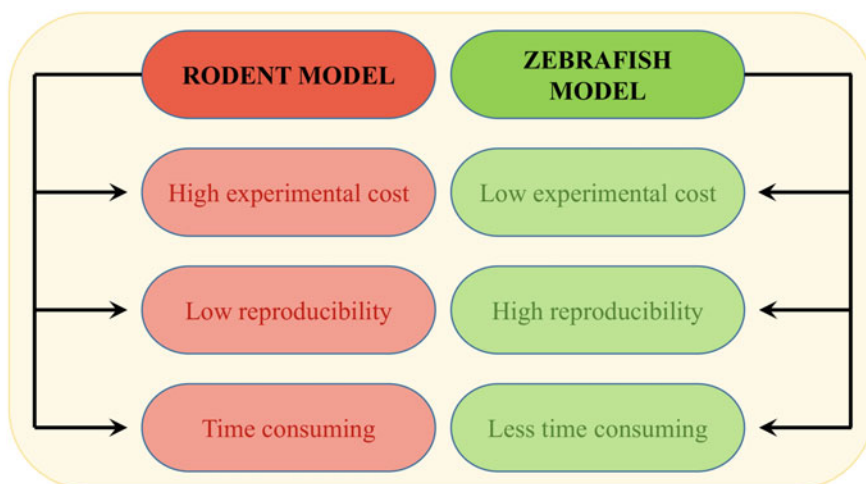 RODENT MODEL
ZEBRAFISH
MODEL
High experimental cost
Low experimental cost
Low reproducibility
High reproducibility
Time consuming
Less time consuming